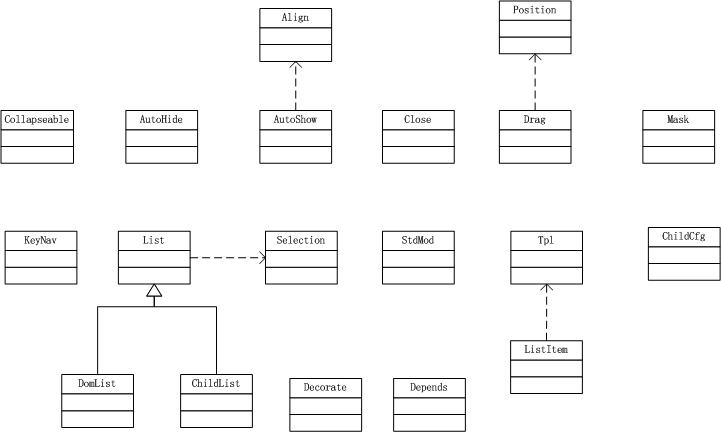 Align
Position
Collapseable
AutoHide
AutoShow
Close
Drag
Mask
KeyNav
List
Selection
StdMod
Tpl
ChildCfg
ListItem
DomList
ChildList
Decorate
Depends